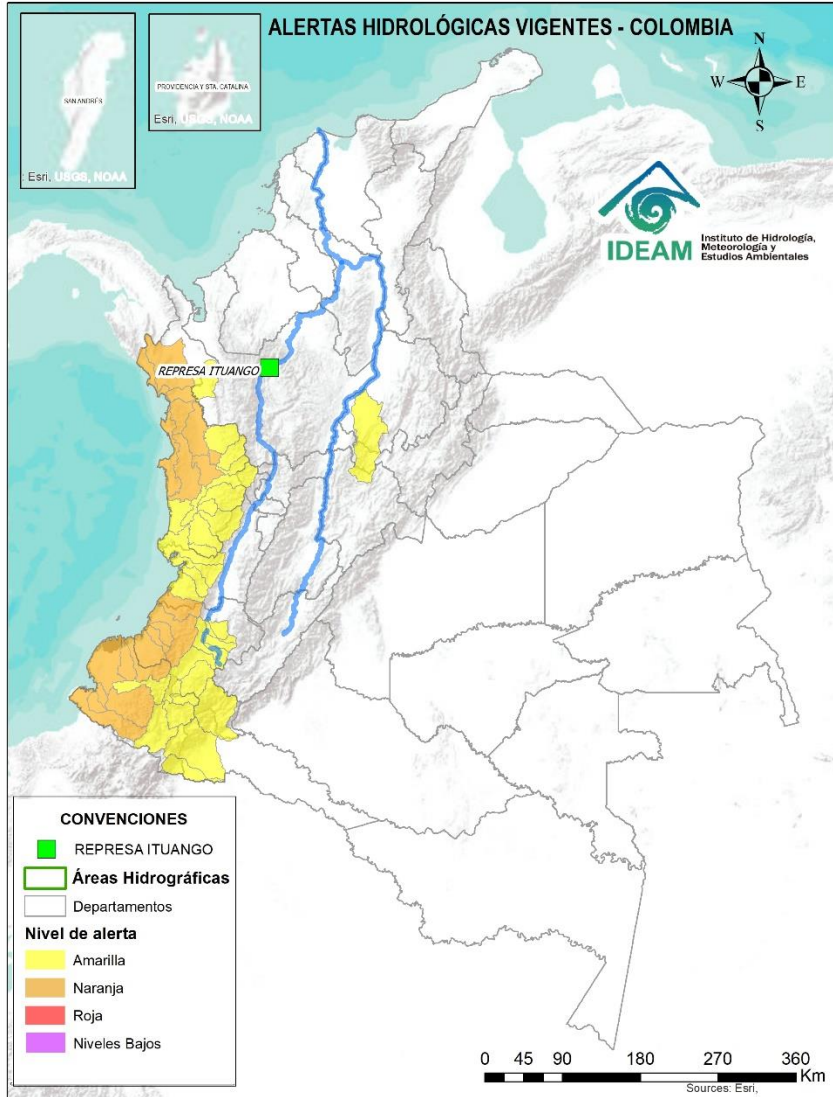 ALERTAS HIDROLÓGICAS VIGENTES - COLOMBIA
SAN ANDRÉS
Esri, USGS, NOAA
PROVIDENCIA Y STA. CATALINA
Esri, USGS, NOAA
N
W E
S
IDEAM
Instituto de Hidrología,
Meteorología y
Estudios Ambientales
REPRESA ITUANGO
CONVENCIONES
REPRESA ITUANGO
Áreas Hidrográficas
Departamentos
Nivel de alerta
Amarilla
Naranja
Roja
Niveles Bajos
0 45 90 180 270 360
Km
Sources: Esri,